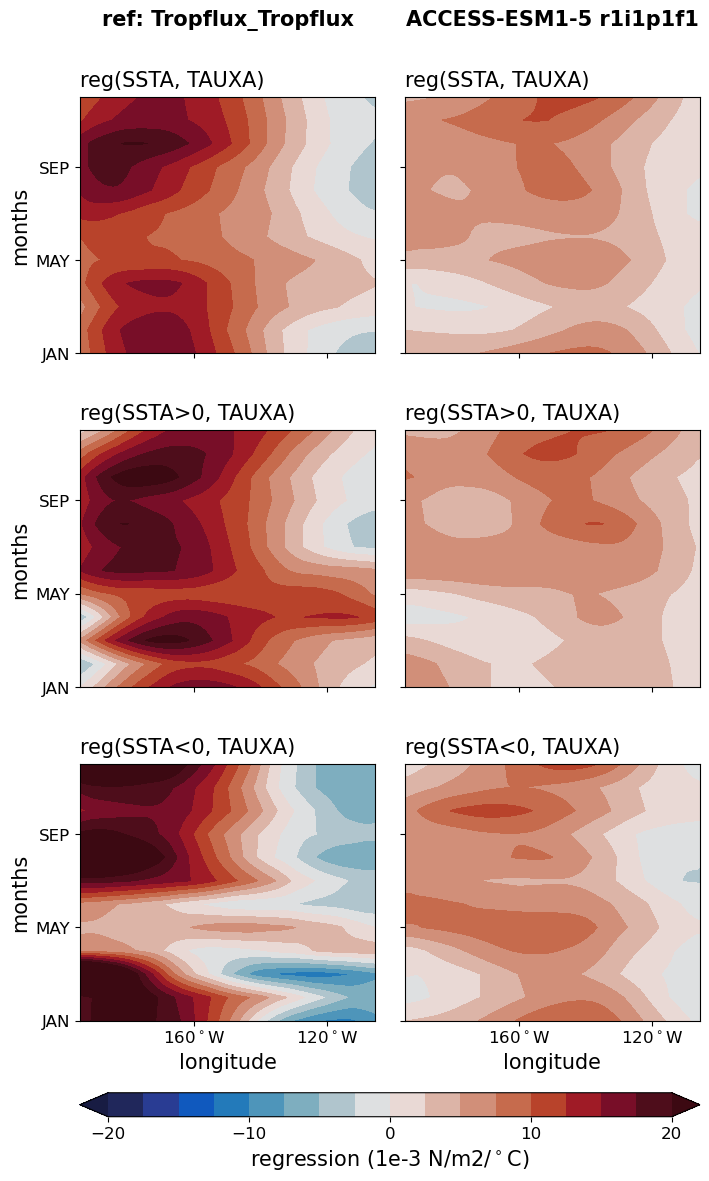 ref: Tropflux_Tropflux
ACCESS-ESM1-5 r1i1p1f1
reg(SSTA, TAUXA)
reg(SSTA, TAUXA)
SEP
MAY
JAN
months
reg(SSTA>0, TAUXA)
reg(SSTA>0, TAUXA)
SEP
MAY
JAN
months
reg(SSTA<0, TAUXA)
reg(SSTA<0, TAUXA)
SEP
MAY
JAN
months
160°W 120°W
longitude
160°W 120°W
longitude
−20 −10 0 10 20
regression (1e-3 N/m2/°C)